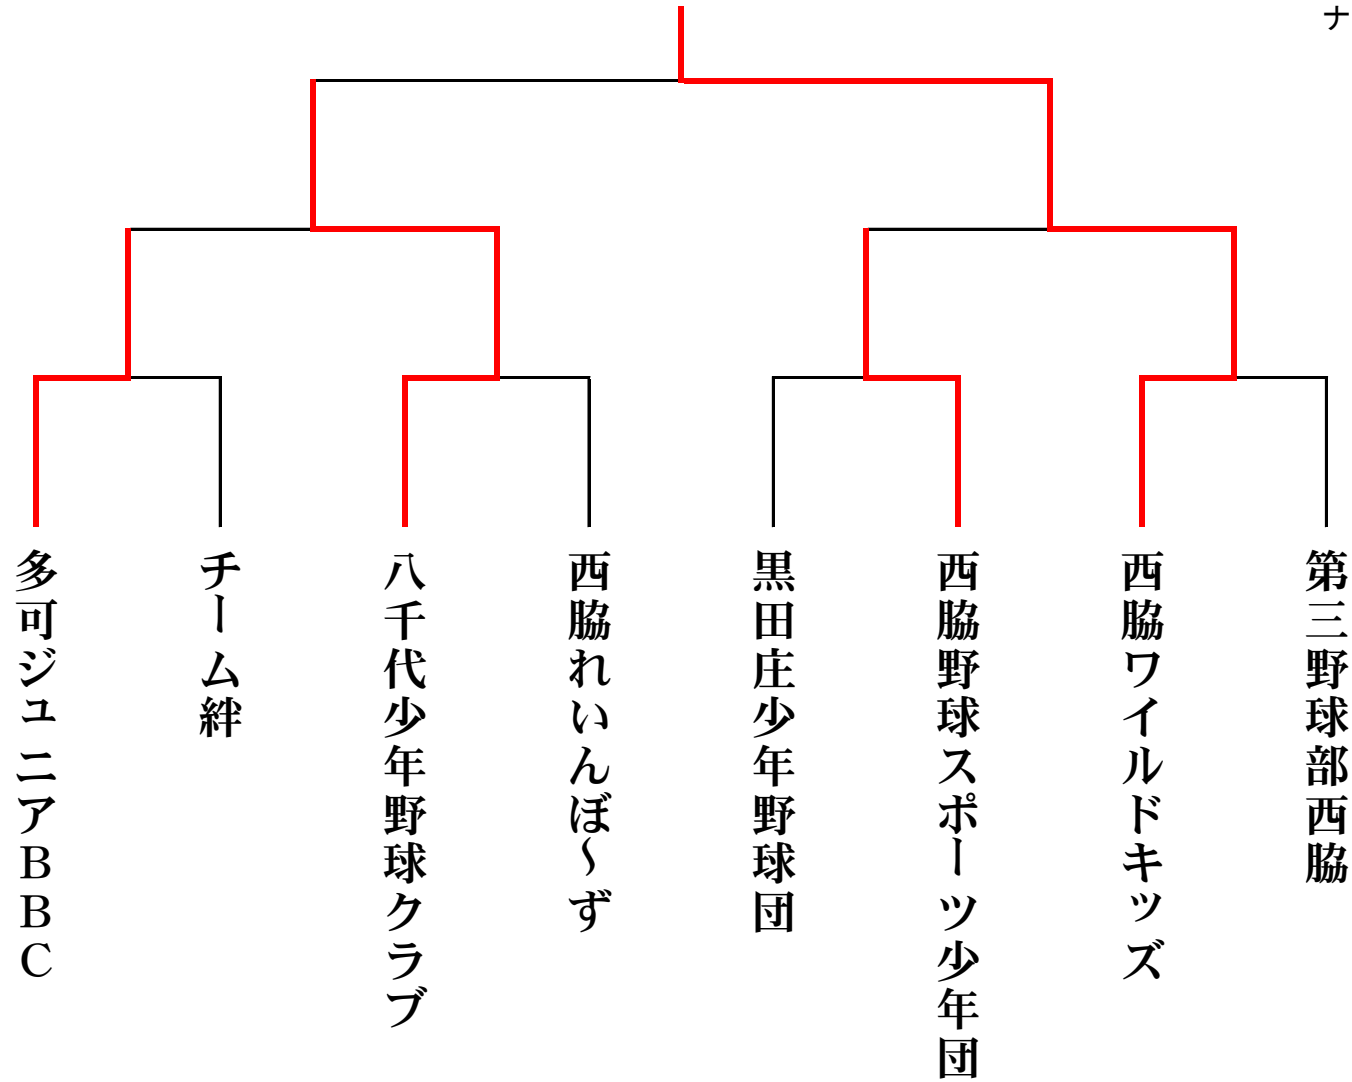 ナ
多可ジュニアＢＢＣ
チーム絆
八千代少年野球クラブ
西脇れいんぼ〜ず
黒田庄少年野球団
西脇野球スポーツ少年団
西脇ワイルドキッズ
第三野球部西脇